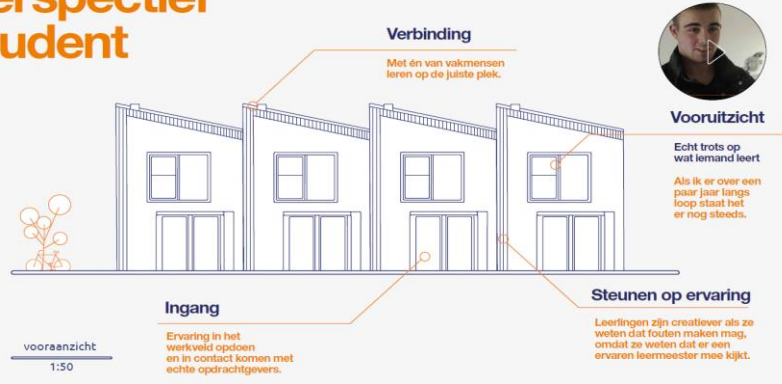 erspectief
udent
Verbinding
Met én van vakmensen
leren op de juiste plek.
Vooruitzicht
Echt trots op
wat iemand leert
Als ik er over een
paar jaar langs
loop staat het
er nog steeds.
Ingang
Ervaring in het
werkveld opdoen
en in contact komen met
echte opdrachtgevers.
Steunen op ervaring
Leerlingen zijn creatiever als ze
weten dat fouten maken mag,
omdat ze weten dat er een
ervaren leermeester mee kijkt.
vooraanzicht
1:50